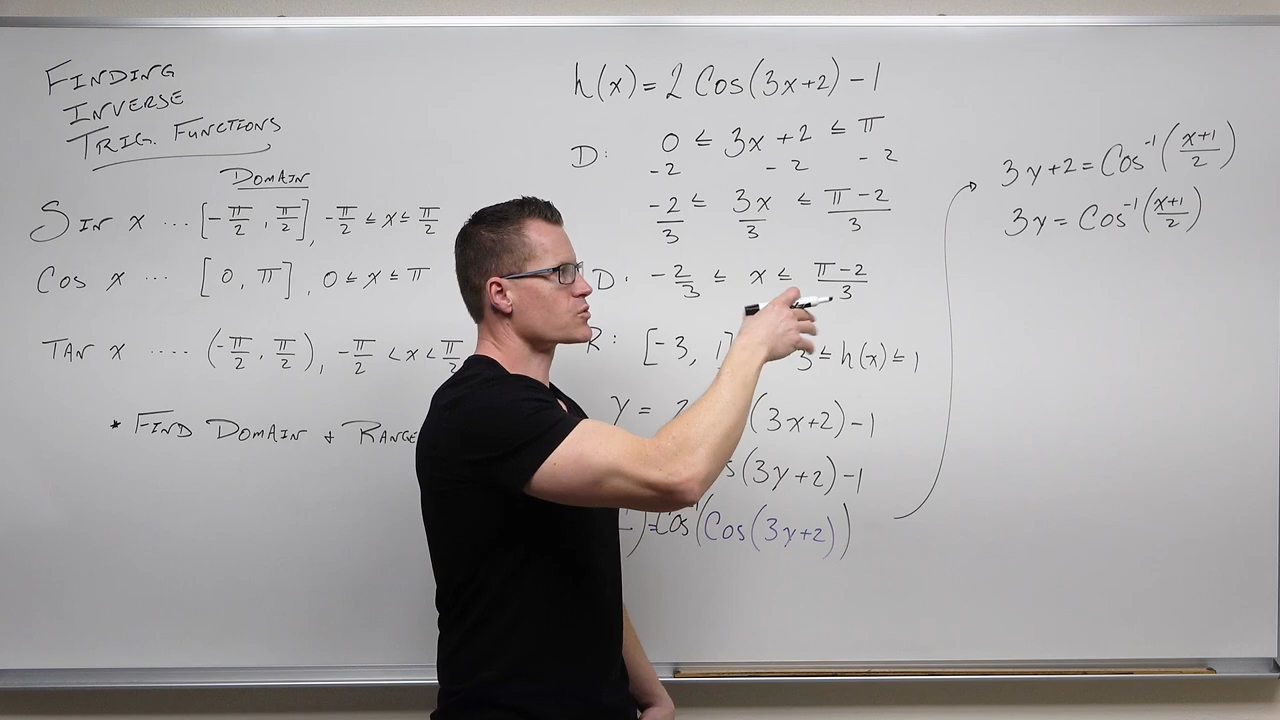 FINDING
INVERSE
TRIG. FUNCTIONS
DOMAIN
SIN x ... [-π/2, π/2], -π/2 ≤ x ≤ π/2
COS x ... [0, π], 0 ≤ x ≤ π
TAN x .... (-π/2, π/2), -π/2 < x < π/2
* FIND DOMAIN + RANGE
h(x) = 2 Cos(3x+2) - 1
D: 0 ≤ 3x + 2 ≤ π
-2 -2 -2
-2/3 ≤ 3x/3 ≤ π-2/3
D: -2/3 ≤ x ≤ π-2/3
R: [-3, 1] 3 ≤ h(x) ≤ 1
y = 2 (3x+2) - 1
s(3y+2) - 1
) = Cos⁻¹(Cos(3y+2))
3y+2 = Cos⁻¹(x+1/2)
3y = Cos⁻¹(x+1/2)